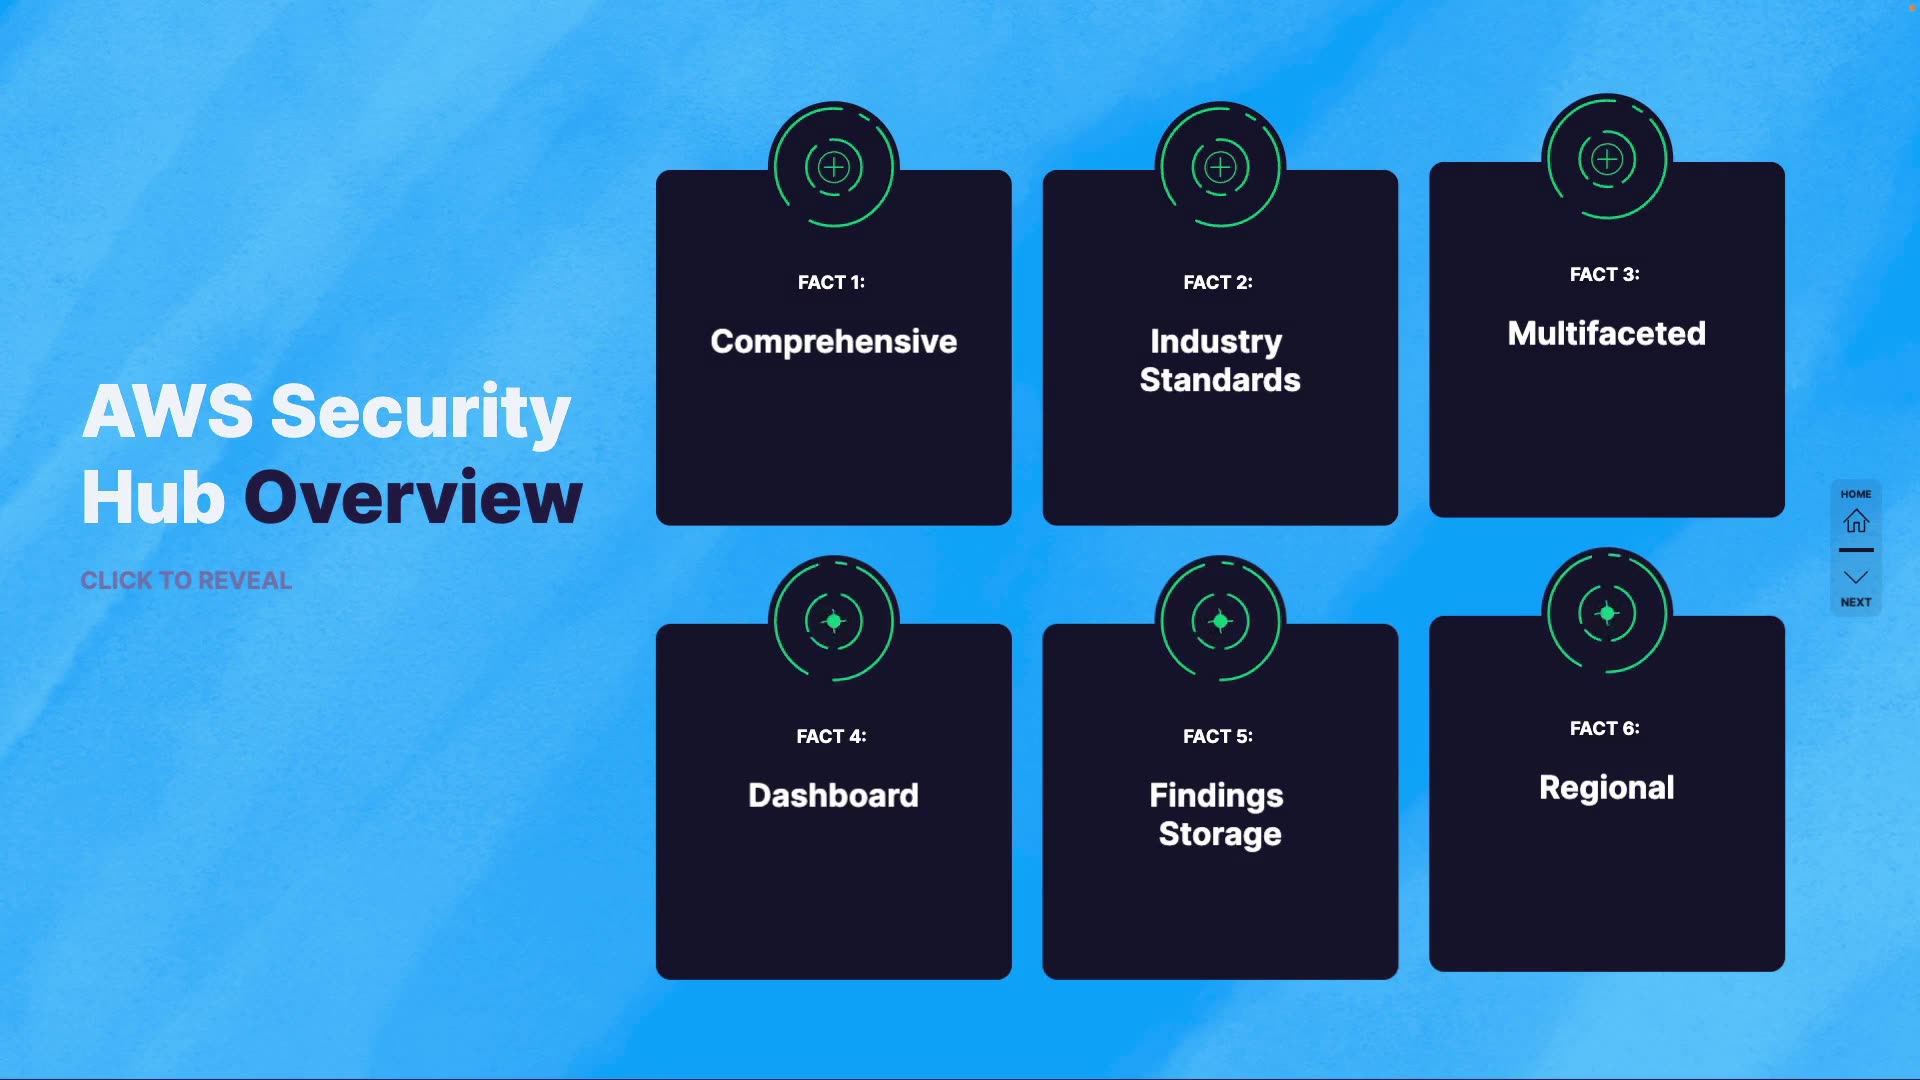 AWS Security
Hub Overview
CLICK TO REVEAL
FACT 1:
Comprehensive
FACT 2:
Industry
Standards
FACT 3:
Multifaceted
FACT 4:
Dashboard
FACT 5:
Findings
Storage
FACT 6:
Regional
HOME
NEXT